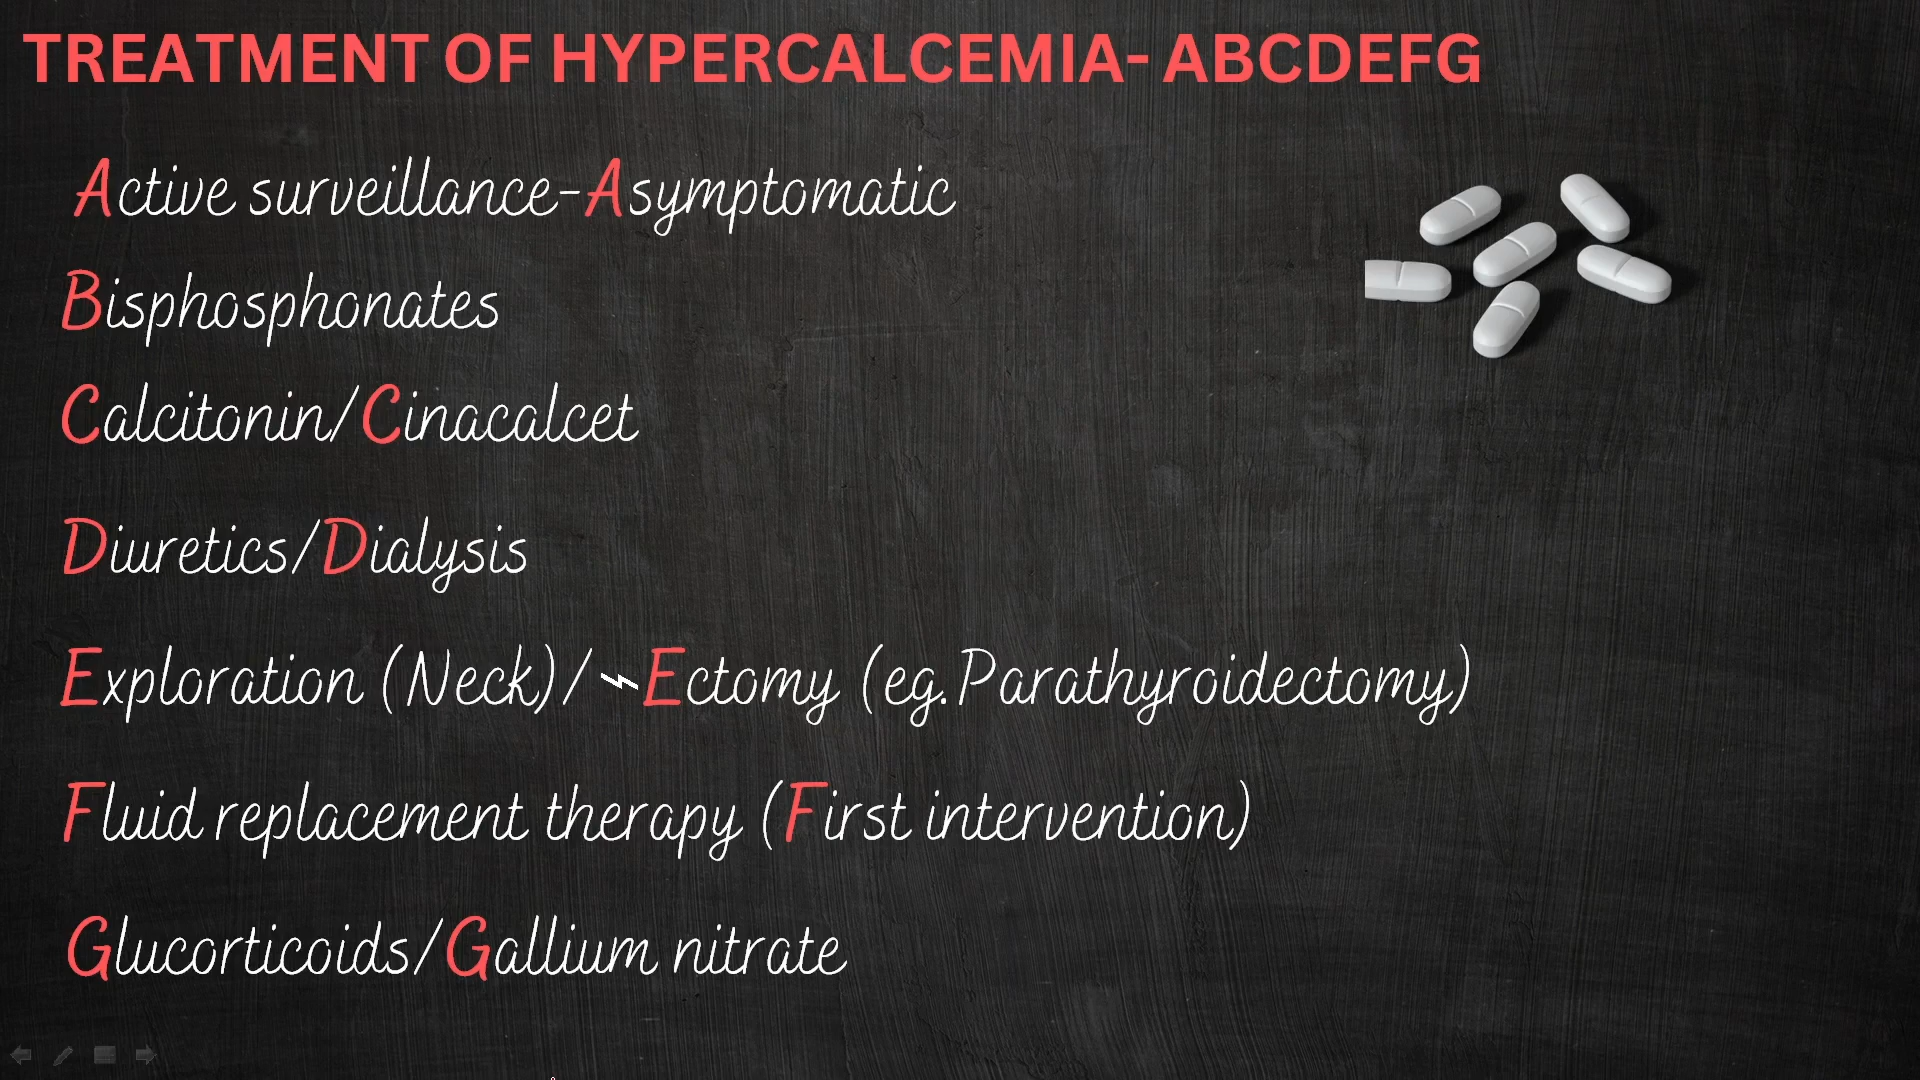 TREATMENT OF HYPERCALCEMIA- ABCDEFG
Active surveillance-Asymptomatic
Bisphosphonates
Calcitonin/Cinacalcet
Diuretics/Dialysis
Exploration (Neck)/ ~Ectomy (eg.Parathyroidectomy)
Fluid replacement therapy (First intervention)
Glucorticoids/Gallium nitrate